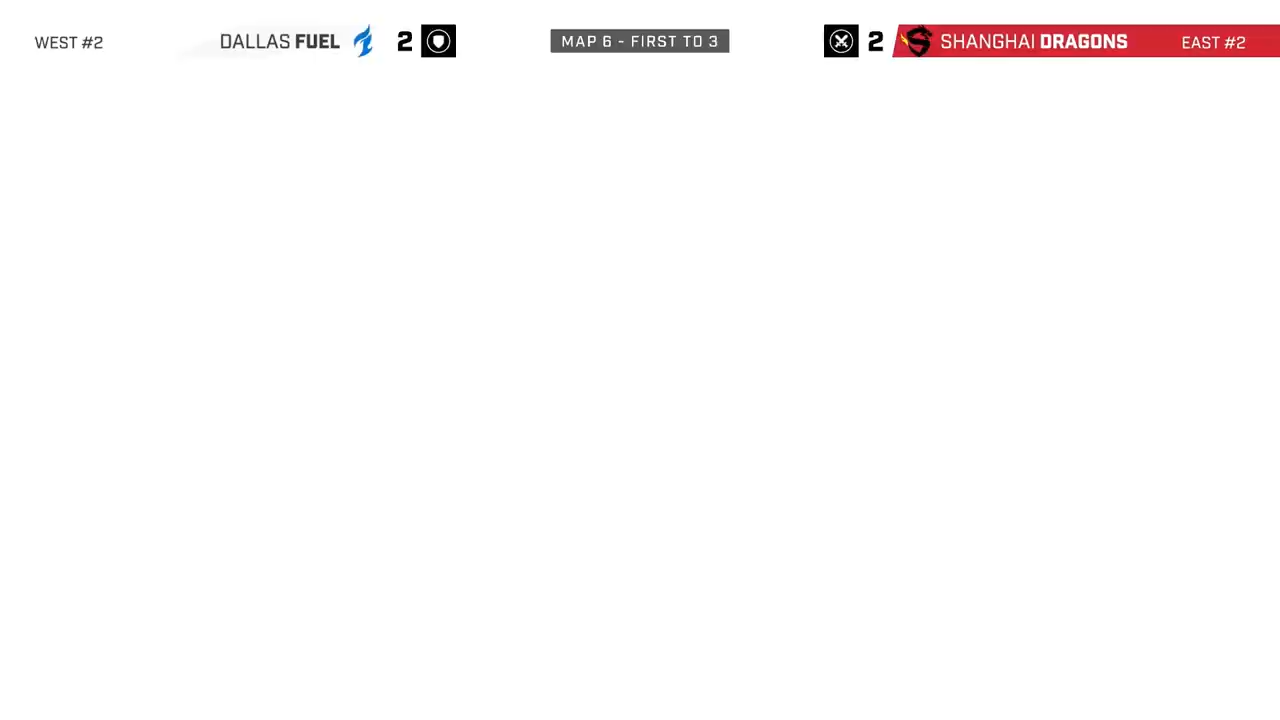 WEST #2
DALLAS FUEL
2
MAP 6 - FIRST TO 3
2
SHANGHAI DRAGONS
EAST #2